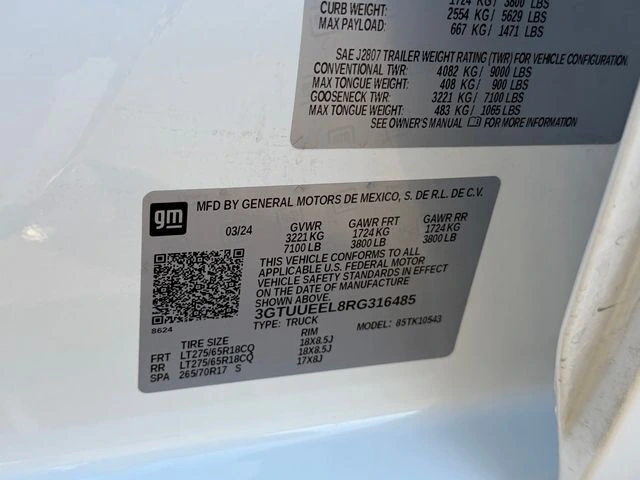 1724 KG / 3800 LBS
CURB WEIGHT: 2554 KG / 5629 LBS
MAX PAYLOAD: 667 KG / 1471 LBS
SAE J2807 TRAILER WEIGHT RATING (TWR) FOR VEHICLE CONFIGURATION
CONVENTIONAL TWR: 4082 KG / 9000 LBS
MAX TONGUE WEIGHT: 408 KG / 900 LBS
GOOSENECK TWR: 3221 KG / 7100 LBS
MAX TONGUE WEIGHT: 483 KG / 1065 LBS
SEE OWNER'S MANUAL FOR MORE INFORMATION
gm
MFD BY GENERAL MOTORS DE MEXICO, S. DE R.L. DE C.V.
03/24 GVWR GAWR FRT GAWR RR
3221 KG 1724 KG 1724 KG
7100 LB 3800 LB 3800 LB
THIS VEHICLE CONFORMS TO ALL
APPLICABLE U.S. FEDERAL MOTOR
VEHICLE SAFETY STANDARDS IN
EFFECT ON THE DATE OF MANUFACTURE
SHOWN ABOVE.
3GTUUEEL8RG316485
S624
TYPE: TRUCK MODEL: 85TK10543
TIRE SIZE RIM
FRT LT275/65R18CQ 18X8.5J
RR LT275/65R18CQ 18X8.5J
SPA 265/70R17 S 17X8J